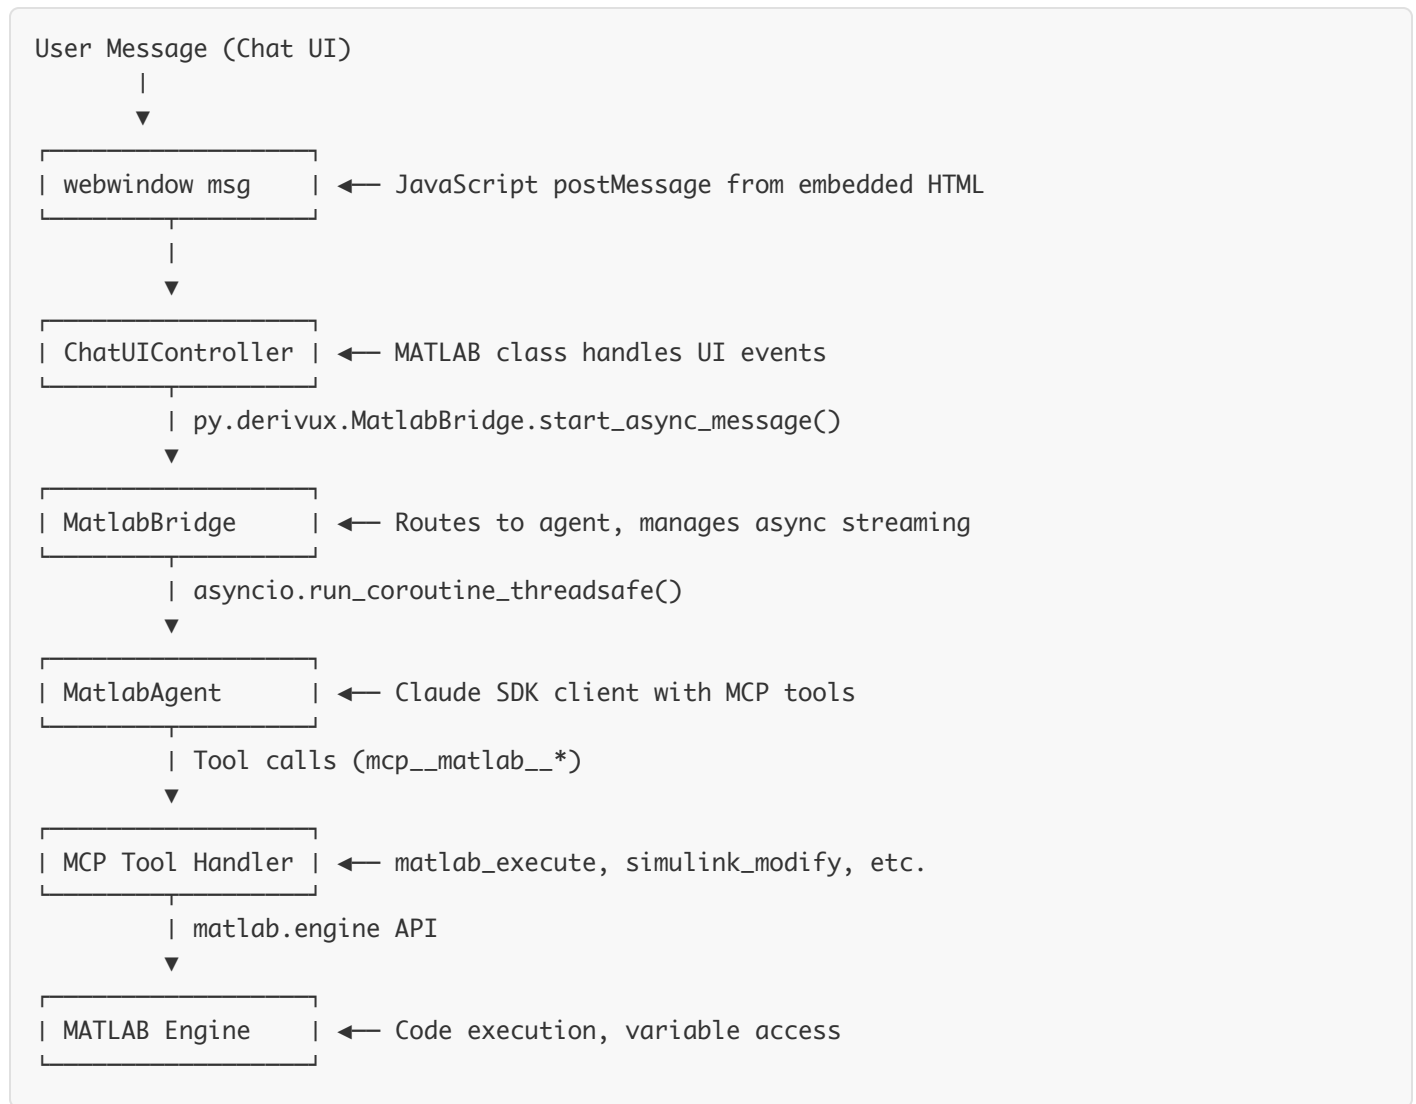 User Message (Chat UI)
|
▼
┌───────────────────┐
| webwindow msg    | ◄── JavaScript postMessage from embedded HTML
└─────────┬─────────┘
|
▼
┌───────────────────┐
| ChatUIController | ◄── MATLAB class handles UI events
└─────────┬─────────┘
| py.derivux.MatlabBridge.start_async_message()
▼
┌───────────────────┐
| MatlabBridge     | ◄── Routes to agent, manages async streaming
└─────────┬─────────┘
| asyncio.run_coroutine_threadsafe()
▼
┌───────────────────┐
| MatlabAgent      | ◄── Claude SDK client with MCP tools
└─────────┬─────────┘
| Tool calls (mcp__matlab__*)
▼
┌───────────────────┐
| MCP Tool Handler | ◄── matlab_execute, simulink_modify, etc.
└─────────┬─────────┘
| matlab.engine API
▼
┌───────────────────┐
| MATLAB Engine    | ◄── Code execution, variable access
└───────────────────┘